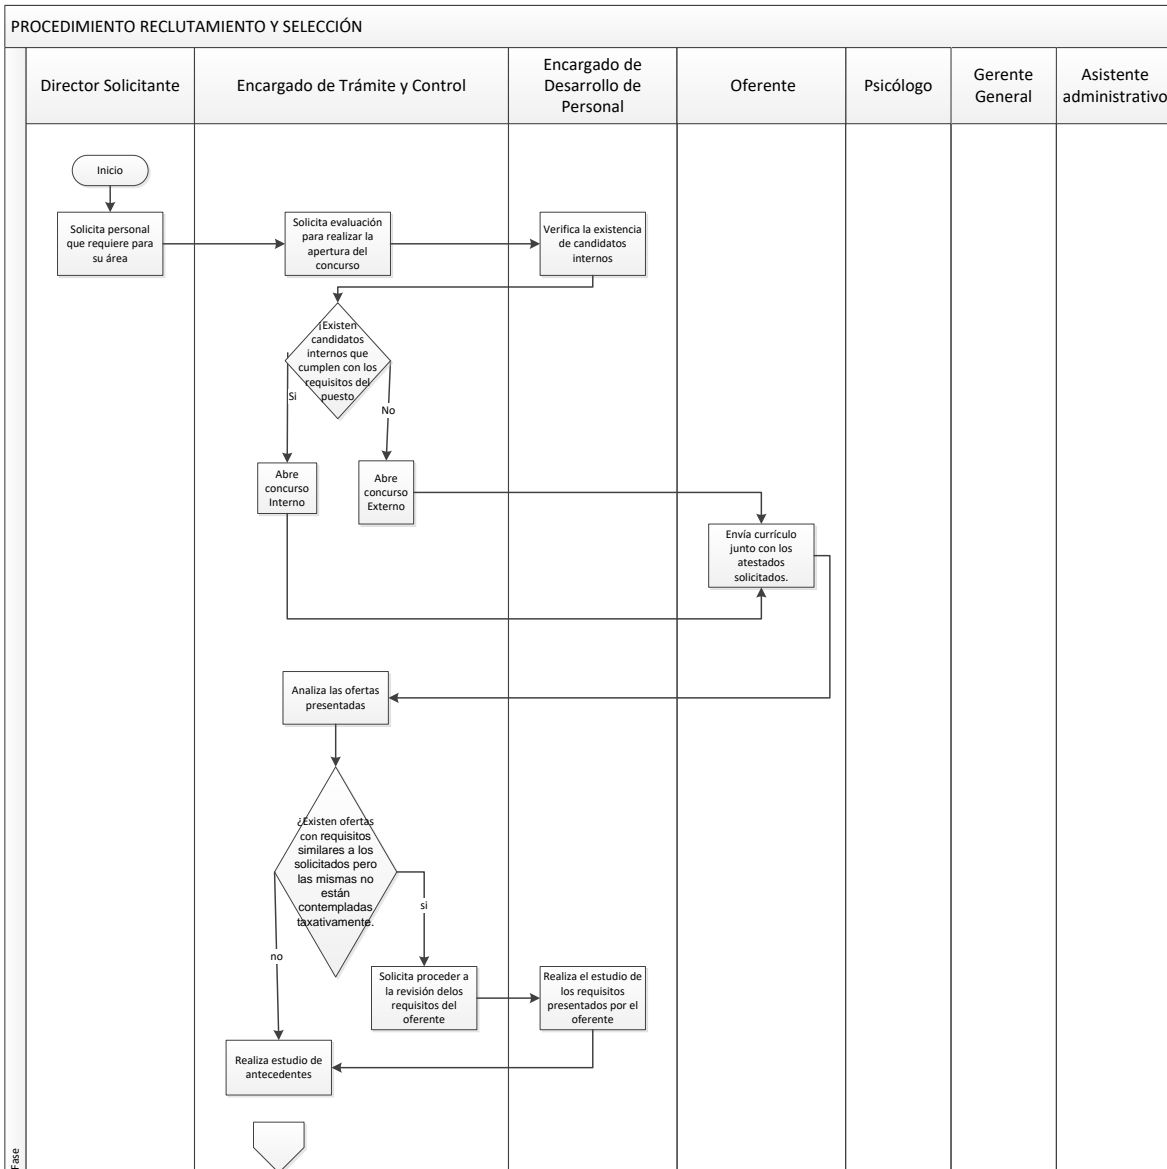 PROCEDIMIENTO RECLUTAMIENTO Y SELECCIÓN
Director Solicitante
Encargado de Trámite y Control
Encargado de
Desarrollo de
Personal
Oferente
Psicólogo
Gerente
General
Asistente
administrativo
Inicio
Solicita personal
que requiere para
su área
Solicita evaluación
para realizar la
apertura del
concurso
Verifica la existencia
de candidatos
internos
¡Existen
candidatos
internos que
cumplen con los
requisitos del
puesto
Si
No
Abre
concurso
Interno
Abre
concurso
Externo
Envía currículo
junto con los
atestados
solicitados.
Analiza las ofertas
presentadas
¿Existen ofertas
con requisitos
similares a los
solicitados pero
las mismas no
están
contempladas
taxativamente.
si
no
Solicita proceder a
la revisión delos
requisitos del
oferente
Realiza el estudio de
los requisitos
presentados por el
oferente
Realiza estudio de
antecedentes
Fase